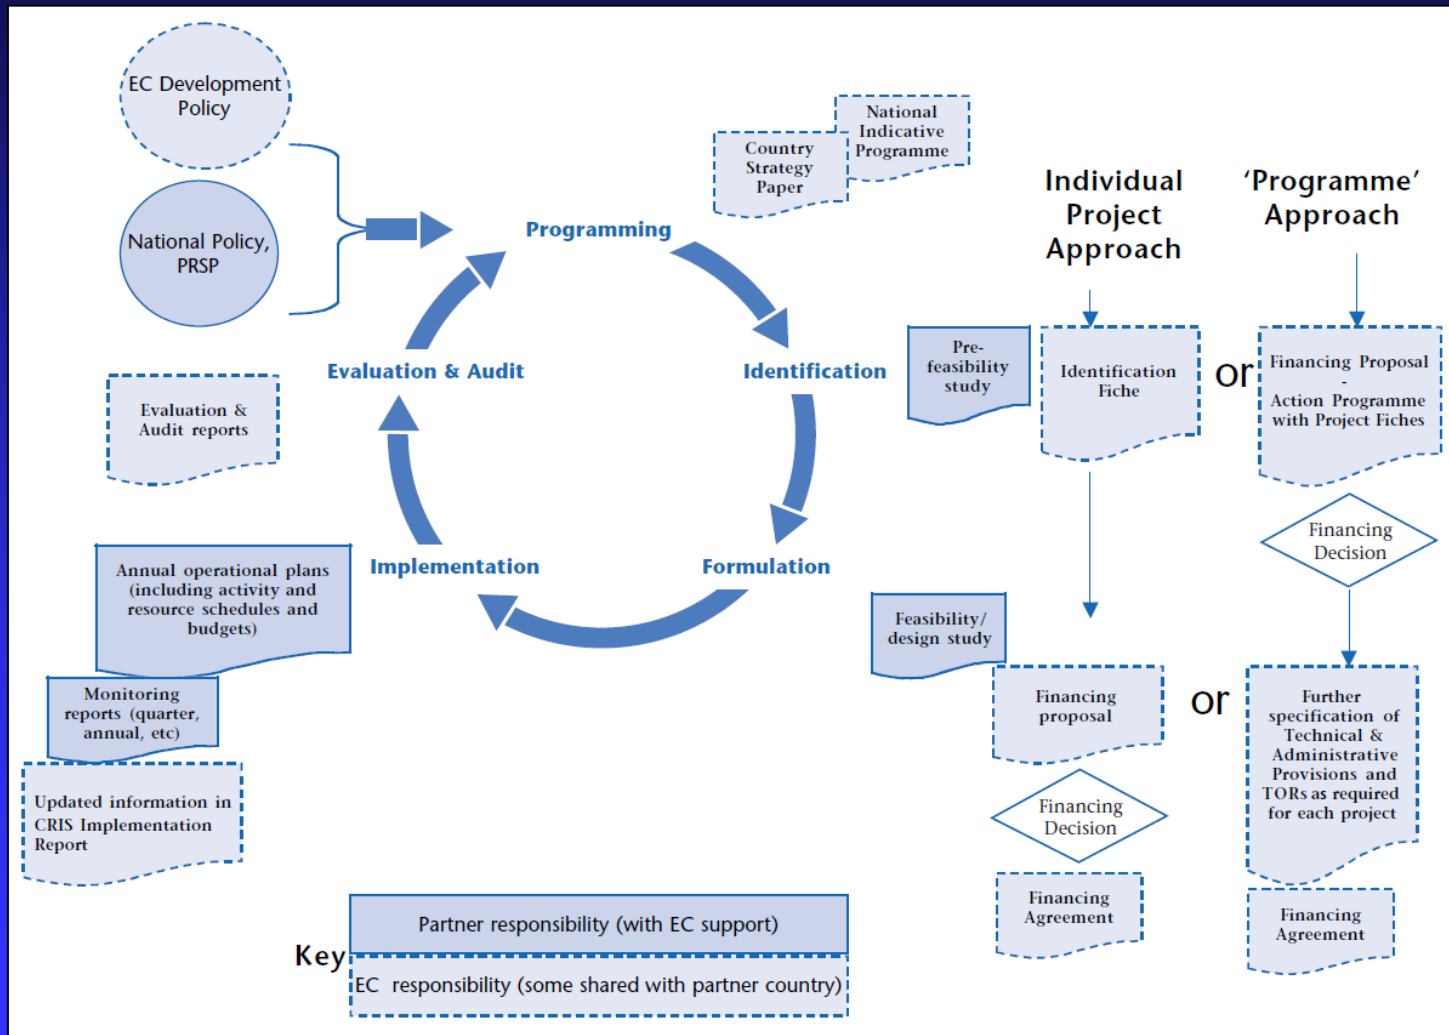 EC Development
Policy
National Policy,
PRSP
National
Indicative
Programme
Country
Strategy
Paper
Individual
Project
Approach
'Programme'
Approach
Programming
Identification
Formulation
Implementation
Evaluation & Audit
Pre-
feasibility
study
Identification
Fiche
or
Financing Proposal
-
Action Programme
with Project Fiches
Evaluation &
Audit reports
Financing
Decision
Annual operational plans
(including activity and
resource schedules and
budgets)
Feasibility/
design study
Monitoring
reports (quarter,
annual, etc)
Financing
proposal
or
Further
specification of
Technical &
Administrative
Provisions and
TORs as required
for each project
Updated information in
CRIS Implementation
Report
Financing
Decision
Financing
Agreement
Financing
Agreement
Key
Partner responsibility (with EC support)
EC responsibility (some shared with partner country)